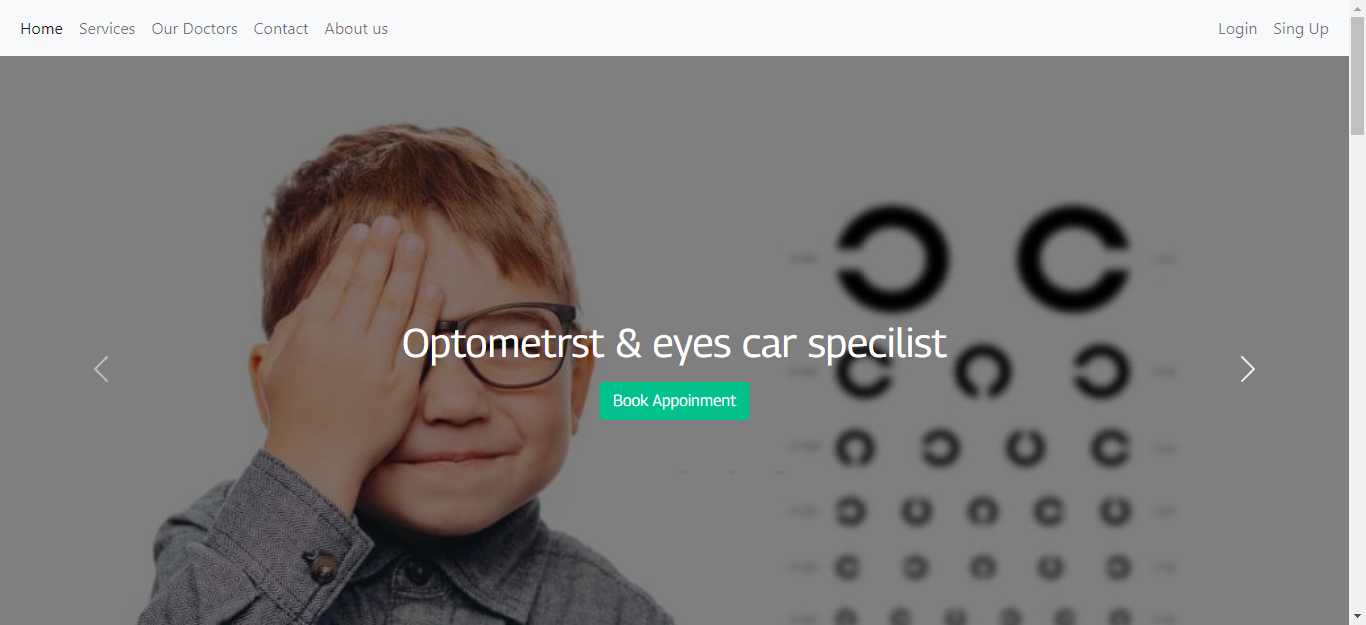 Home Services Our Doctors Contact About us Login Sing Up
Optometrst & eyes car specilist
Book Appoinment